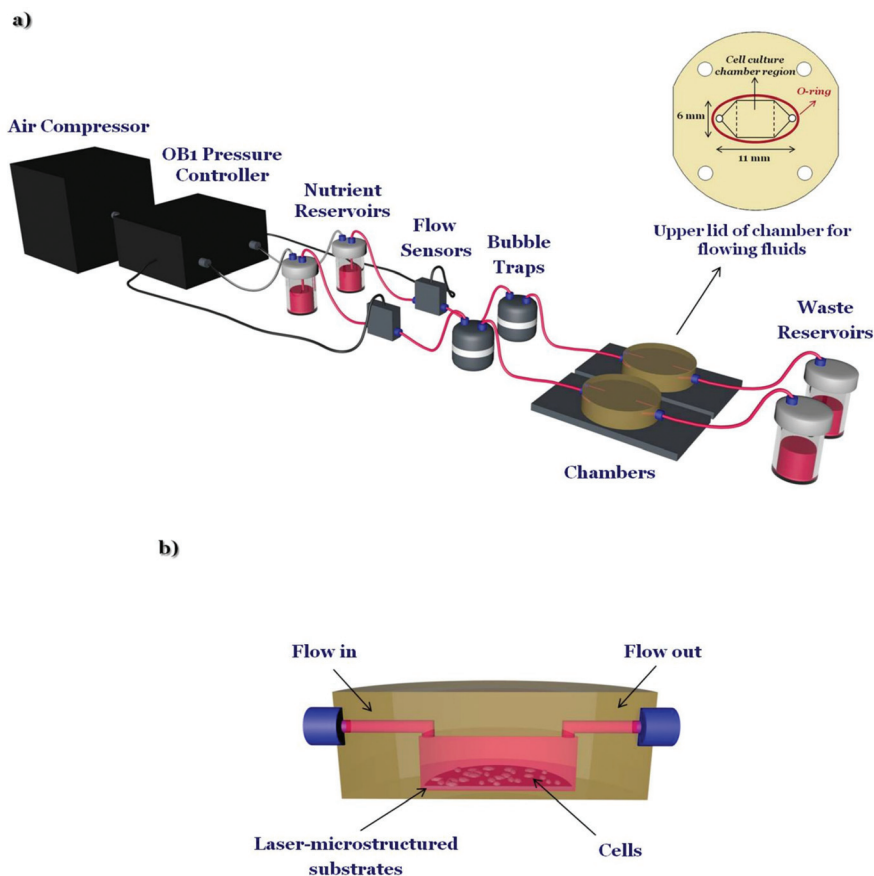 a)
Air Compressor
OB1 Pressure
Controller
Nutrient
Reservoirs
Flow
Sensors
Bubble
Traps
Cell culture
chamber region
O-ring
6 mm
11 mm
Upper lid of chamber for
flowing fluids
Waste
Reservoirs
Chambers
b)
Flow in
Flow out
Laser-microstructured
substrates
Cells